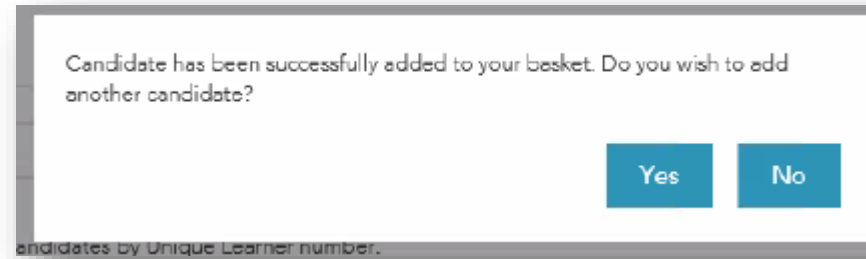 Candidate has been successfully added to your basket. Do you wish to add
another candidate?
Yes No
andidates by Unique Learner number.